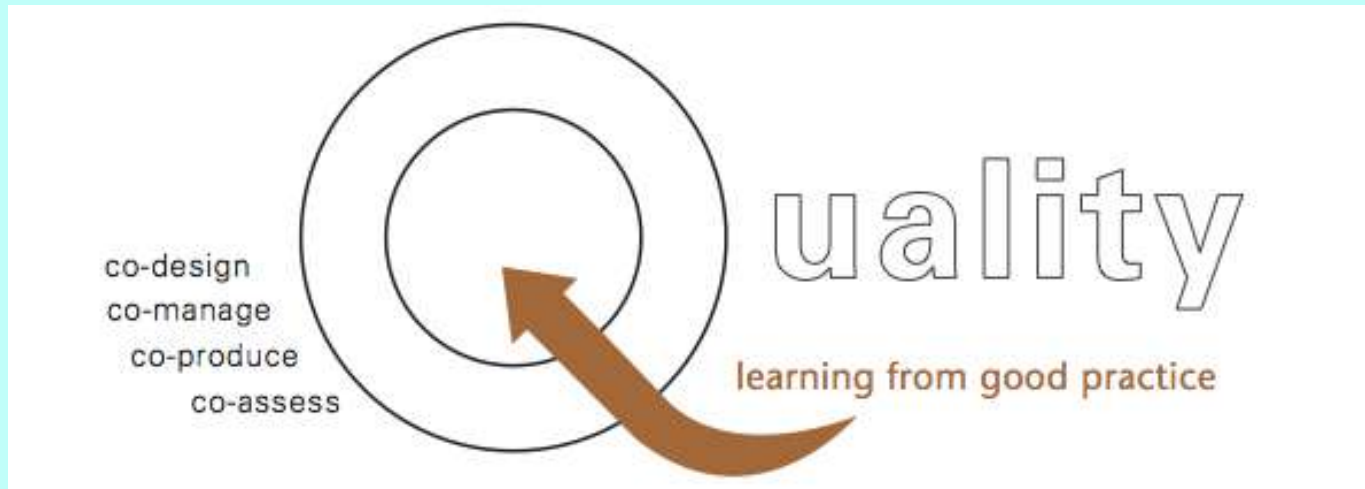 Quality
co-design
co-manage
co-produce
co-assess
learning from good practice